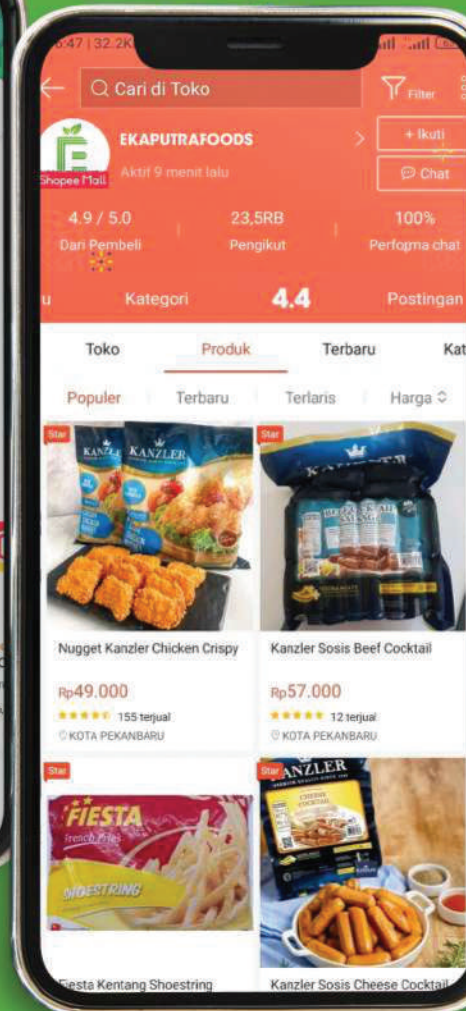 6:47 | 32.2K
Cari di Toko
Filter
EKAPUTRAFOODS
+ Ikuti
Shopee Mall
Aktif 9 menit lalu
Chat
4.9 / 5.0
23,5RB
100%
Dari Pembeli
Pengikut
Performa chat
Kategori
4.4
Postingan
Toko
Produk
Terbaru
Kat
Populer
Terbaru
Terlaris
Harga
Star
KANZLER
KANZLER
Star
KANZLER
Nugget Kanzler Chicken Crispy
Kanzler Sosis Beef Cocktail
Rp49.000
Rp57.000
155 terjual
12 terjual
KOTA PEKANBARU
KOTA PEKANBARU
Star
FIESTA
French Fries
SHOESTRING
Star
KANZLER
CHEESE
COCKTAIL
Fiesta Kentang Shoestring
Kanzler Sosis Cheese Cocktail